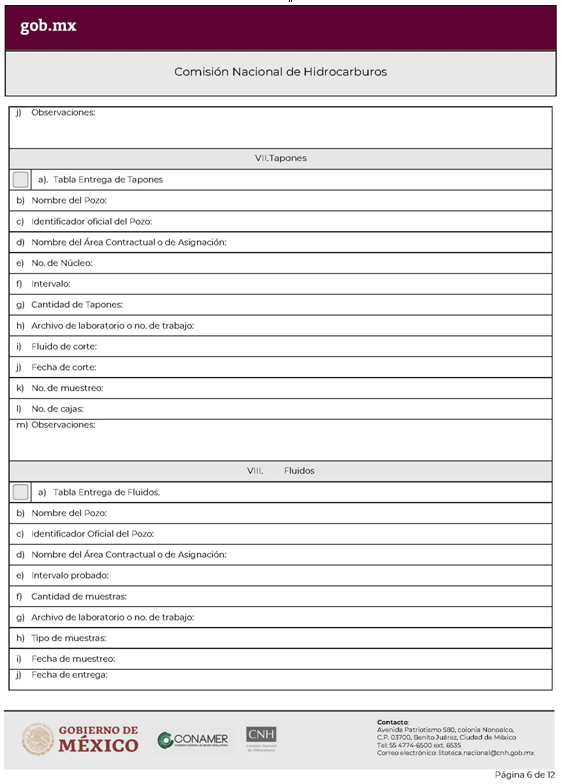 gob.mx
Comisión Nacional de Hidrocarburos
j) Observaciones:
VII.Tapones
a). Tabla Entrega de Tapones
b) Nombre del Pozo:
c) Identificador oficial del Pozo:
d) Nombre del Área Contractual o de Asignación:
e) No. de Núcleo:
f) Intervalo:
g) Cantidad de Tapones:
h) Archivo de laboratorio o no. de trabajo:
i) Fluido de corte:
j) Fecha de corte:
k) No. de muestreo:
l) No. de cajas:
m) Observaciones:
VIII. Fluidos
a) Tabla Entrega de Fluidos.
b) Nombre del Pozo:
c) Identificador Oficial del Pozo:
d) Nombre del Área Contractual o de Asignación:
e) Intervalo probado:
f) Cantidad de muestras:
g) Archivo de laboratorio o no. de trabajo:
h) Tipo de muestras:
i) Fecha de muestreo:
j) Fecha de entrega:
GOBIERNO DE
MÉXICO
CONAMER
CNH
Comisión Nacional
de Hidrocarburos
Contacto:
Avenida Patriotismo 580, colonia Nonoalco,
C.P. 03700, Benito Juárez, Ciudad de México
Tel: 55 4774-6500 ext. 6535
Correo electrónico: litoteca.nacional@cnh.gob.mx
Página 6 de 12